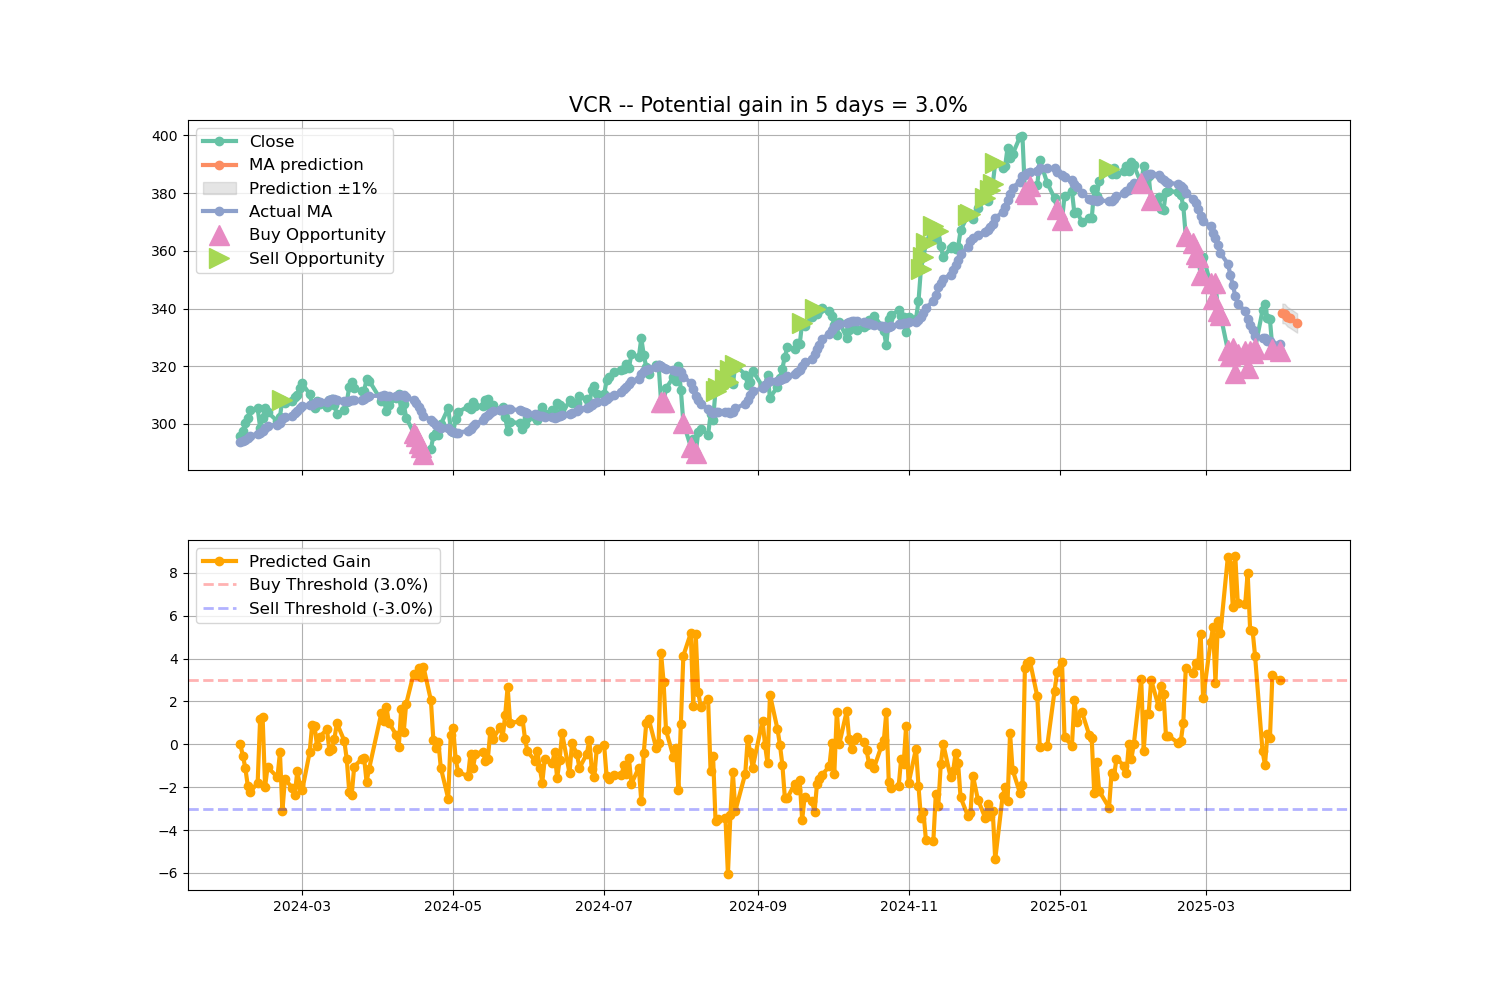 VCR -- Potential gain in 5 days = 3.0%
400
380
360
340
320
300
Close
MA prediction
Prediction ±1%
Actual MA
Buy Opportunity
Sell Opportunity
8
6
4
2
0
−2
−4
−6
Predicted Gain
Buy Threshold (3.0%)
Sell Threshold (-3.0%)
2024-03
2024-05
2024-07
2024-09
2024-11
2025-01
2025-03